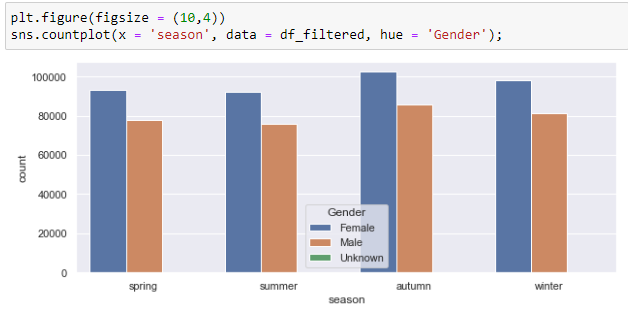 plt.figure(figsize = (10,4))
sns.countplot(x = 'season', data = df_filtered, hue = 'Gender');
100000
80000
60000
40000
20000
0
count
Gender
Female
Male
Unknown
spring summer autumn winter
season